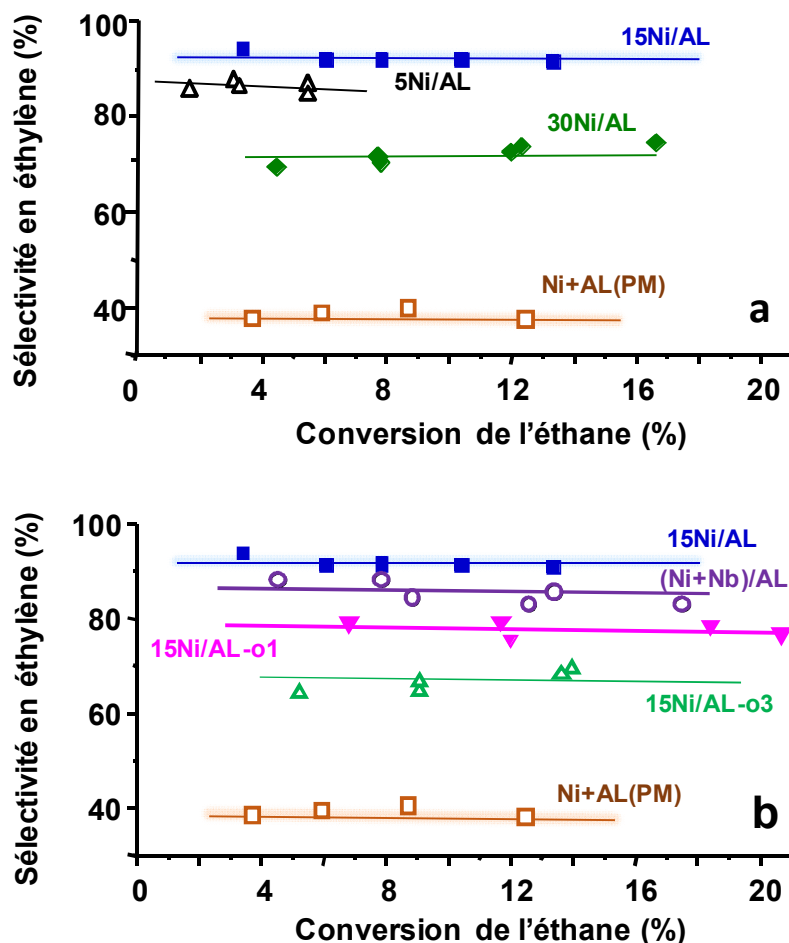 Sélectivité en éthylène (%)
100
80
60
40
15Ni/AL
5Ni/AL
30Ni/AL
Ni+AL(PM)
a
0 4 8 12 16 20
Conversion de l'éthane (%)
Sélectivité en éthylène (%)
100
80
60
40
15Ni/AL
(Ni+Nb)/AL
15Ni/AL-o1
15Ni/AL-o3
Ni+AL(PM)
b
0 4 8 12 16 20
Conversion de l'éthane (%)